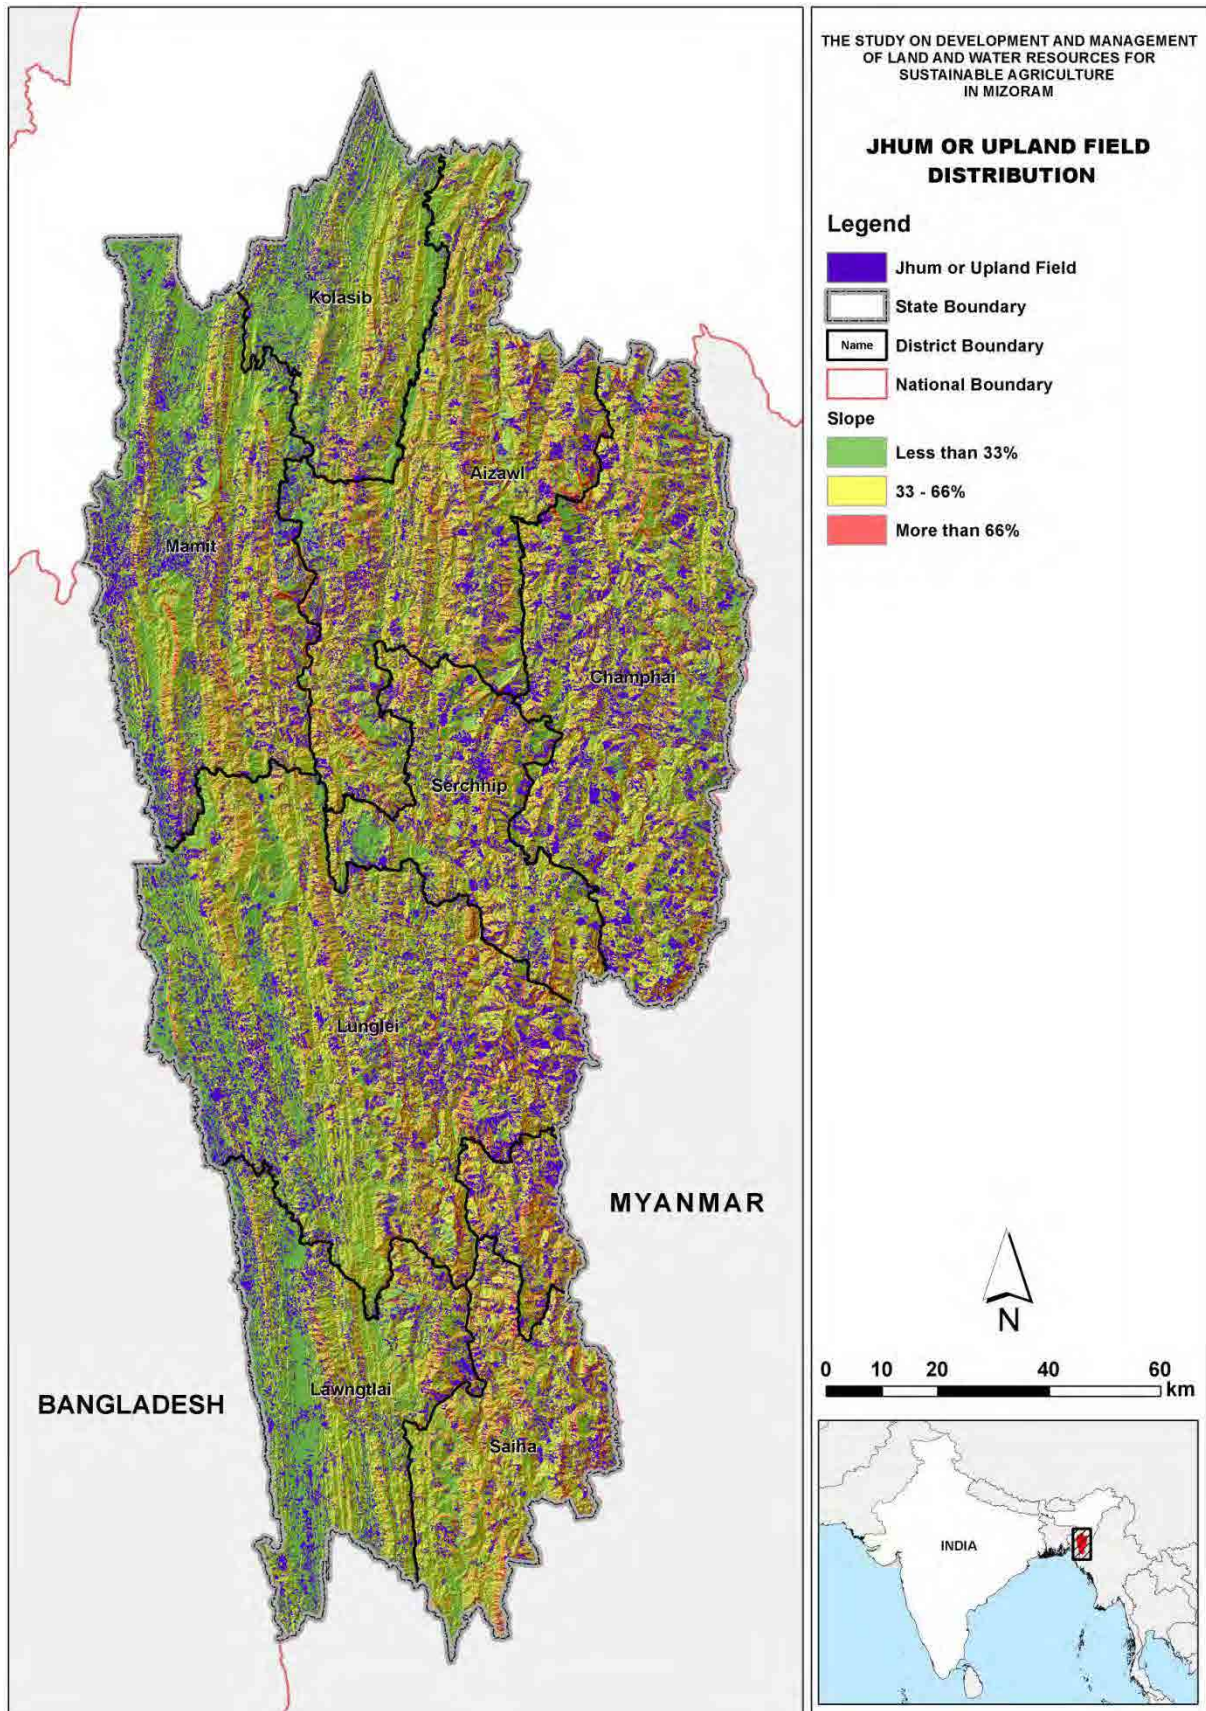 THE STUDY ON DEVELOPMENT AND MANAGEMENT
OF LAND AND WATER RESOURCES FOR
SUSTAINABLE AGRICULTURE
IN MIZORAM
JHUM OR UPLAND FIELD
DISTRIBUTION
Legend
Jhum or Upland Field
State Boundary
Name District Boundary
National Boundary
Slope
Less than 33%
33 - 66%
More than 66%
Kolasib
Aizawl
Mamit
Champhai
Serchhip
Lunglei
MYANMAR
BANGLADESH
Lawngtlai
Saiha
N
0 10 20 40 60
km
INDIA